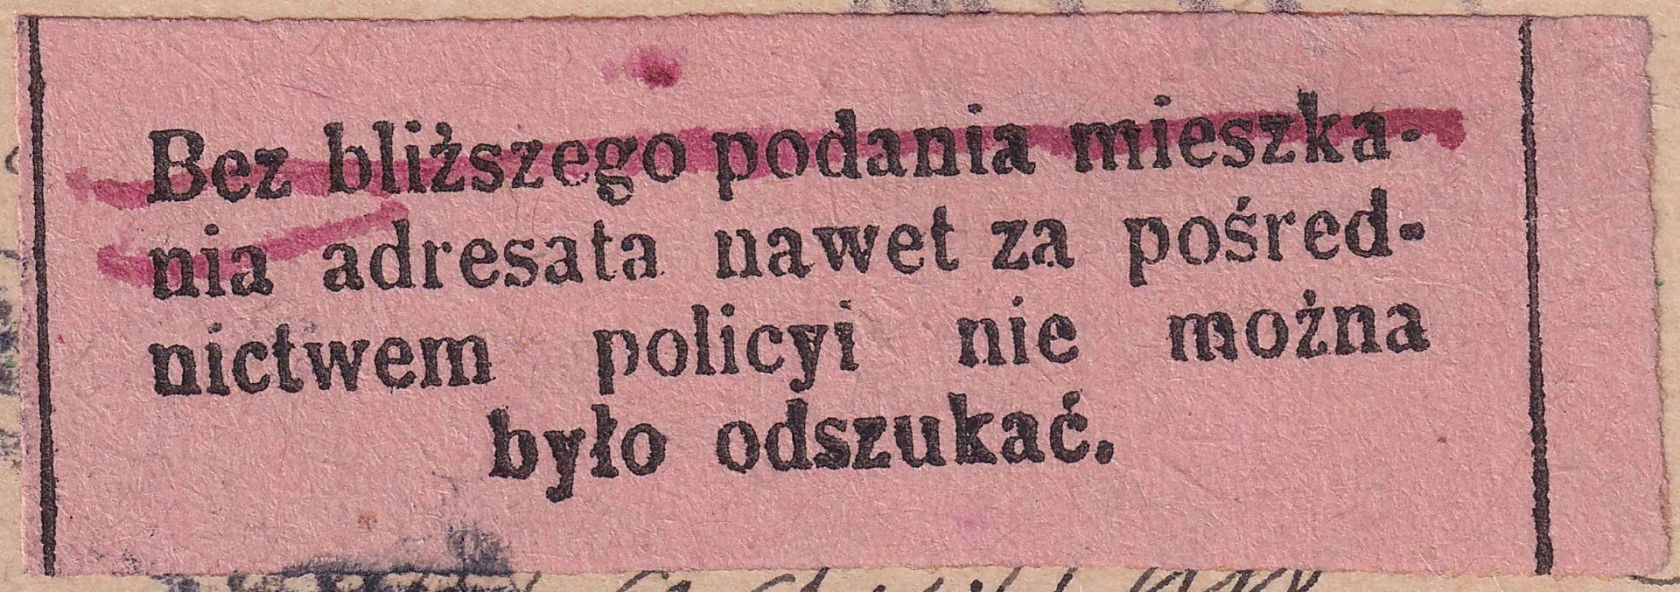 Bez bliższego podania mieszka-
nia adresata nawet za pośred-
nictwem policyi nie można
było odszukać.